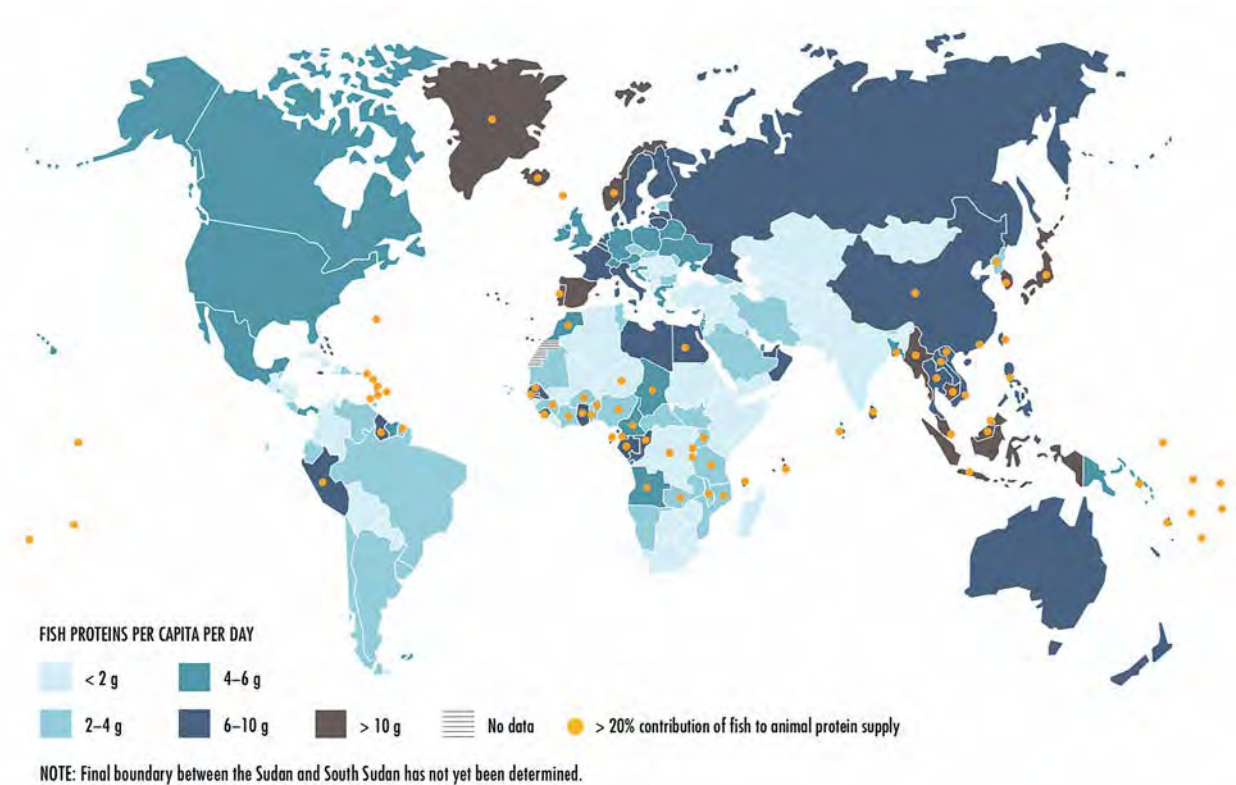 FISH PROTEINS PER CAPITA PER DAY
< 2 g
4–6 g
2–4 g
6–10 g
> 10 g
No data
> 20% contribution of fish to animal protein supply
NOTE: Final boundary between the Sudan and South Sudan has not yet been determined.